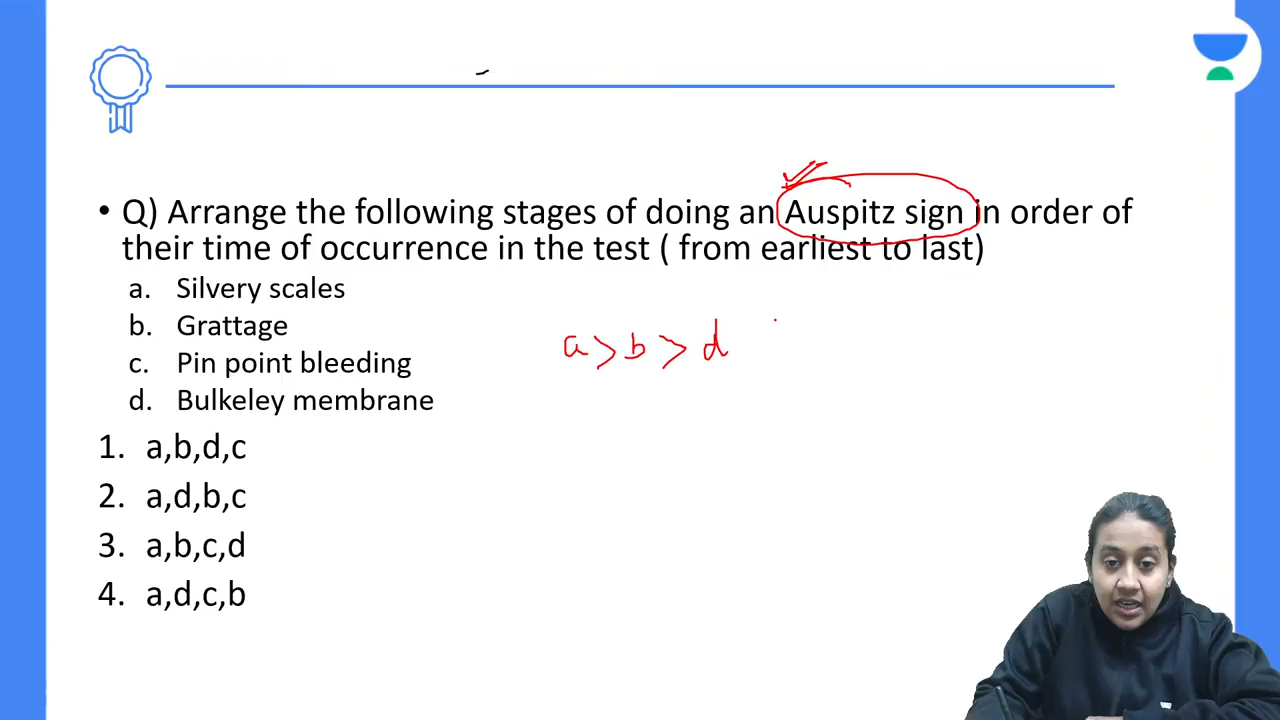 • Q) Arrange the following stages of doing an Auspitz sign in order of
their time of occurrence in the test ( from earliest to last)
a. Silvery scales
b. Grattage
c. Pin point bleeding
d. Bulkeley membrane
a > b > d
1. a,b,d,c
2. a,d,b,c
3. a,b,c,d
4. a,d,c,b